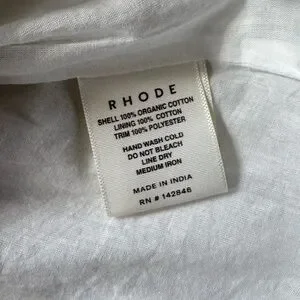 RHODE
SHELL 100% ORGANIC COTTON
LINING 100% COTTON
TRIM 100% POLYESTER
HAND WASH COLD
DO NOT BLEACH
LINE DRY
MEDIUM IRON
MADE IN INDIA
RN # 142846